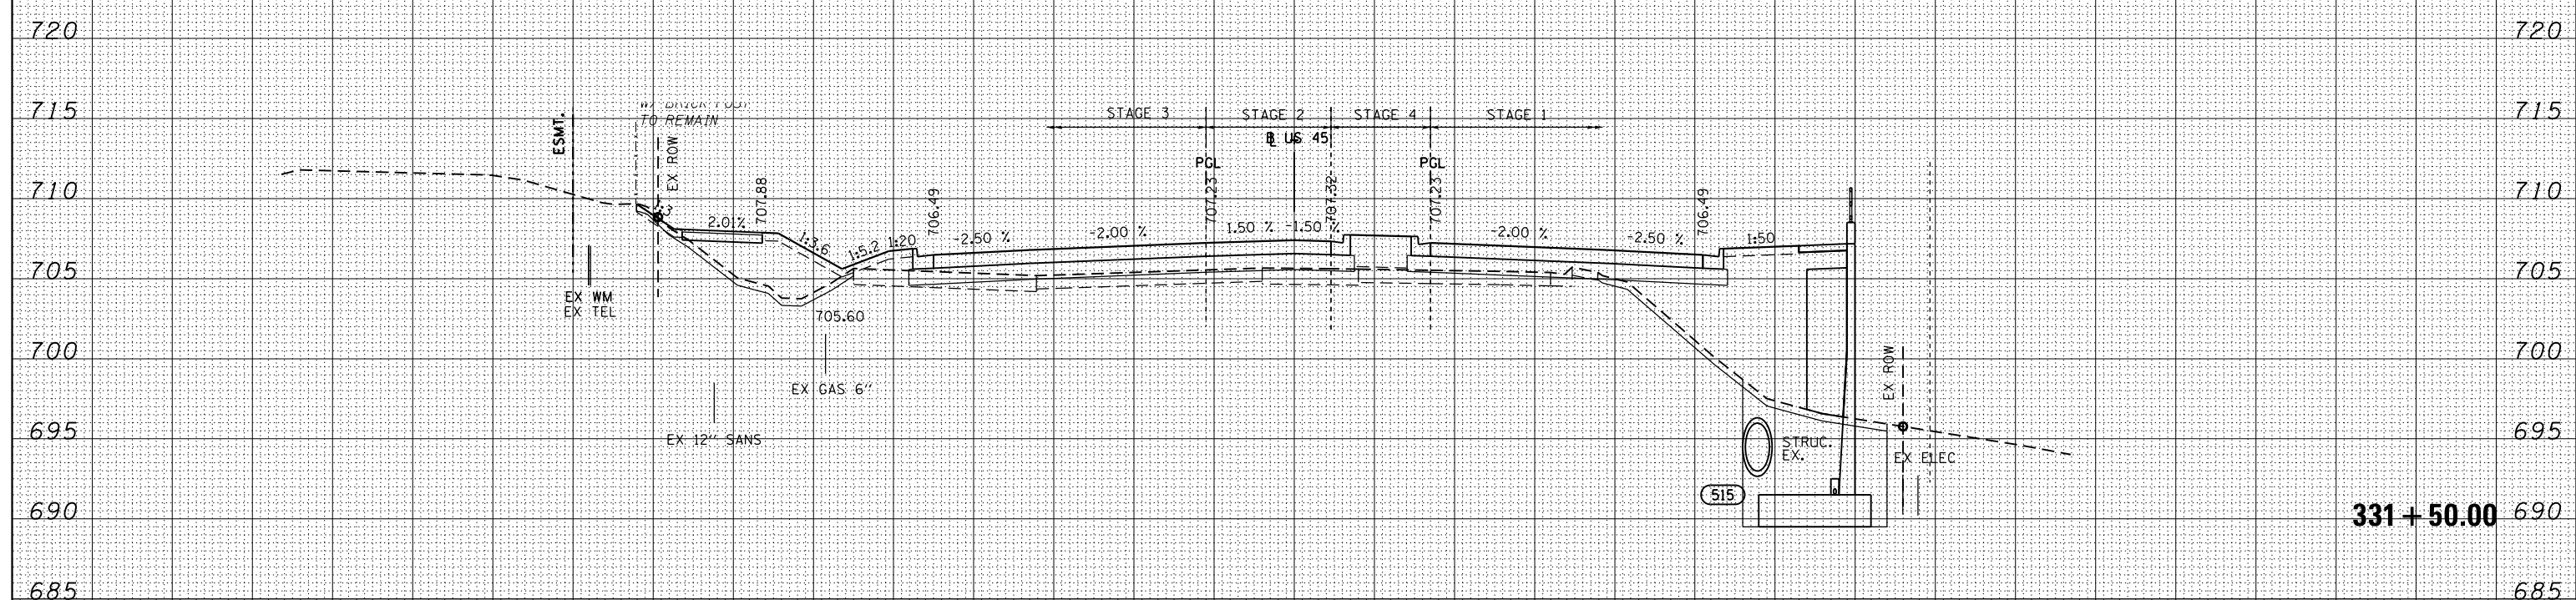 720
720
715
715
W/ BRICK POST
TO REMAIN
ESMT.
EX ROW
STAGE 3
STAGE 2
STAGE 4
STAGE 1
US 45
PGL
PGL
710
710
707.88
706.49
707.23
707.32
707.23
706.49
1:3
2.01%
1:3.6
1:5.2
1:20
-2.50 %
-2.00 %
1.50 %
-1.50 %
-2.00 %
-2.50 %
1:50
705
705
EX WM
EX TEL
705.60
700
700
EX ROW
EX GAS 6"
695
695
EX 12" SANS
STRUC.
EX.
EX ELEC
515
690
331 + 50.00
690
685
685